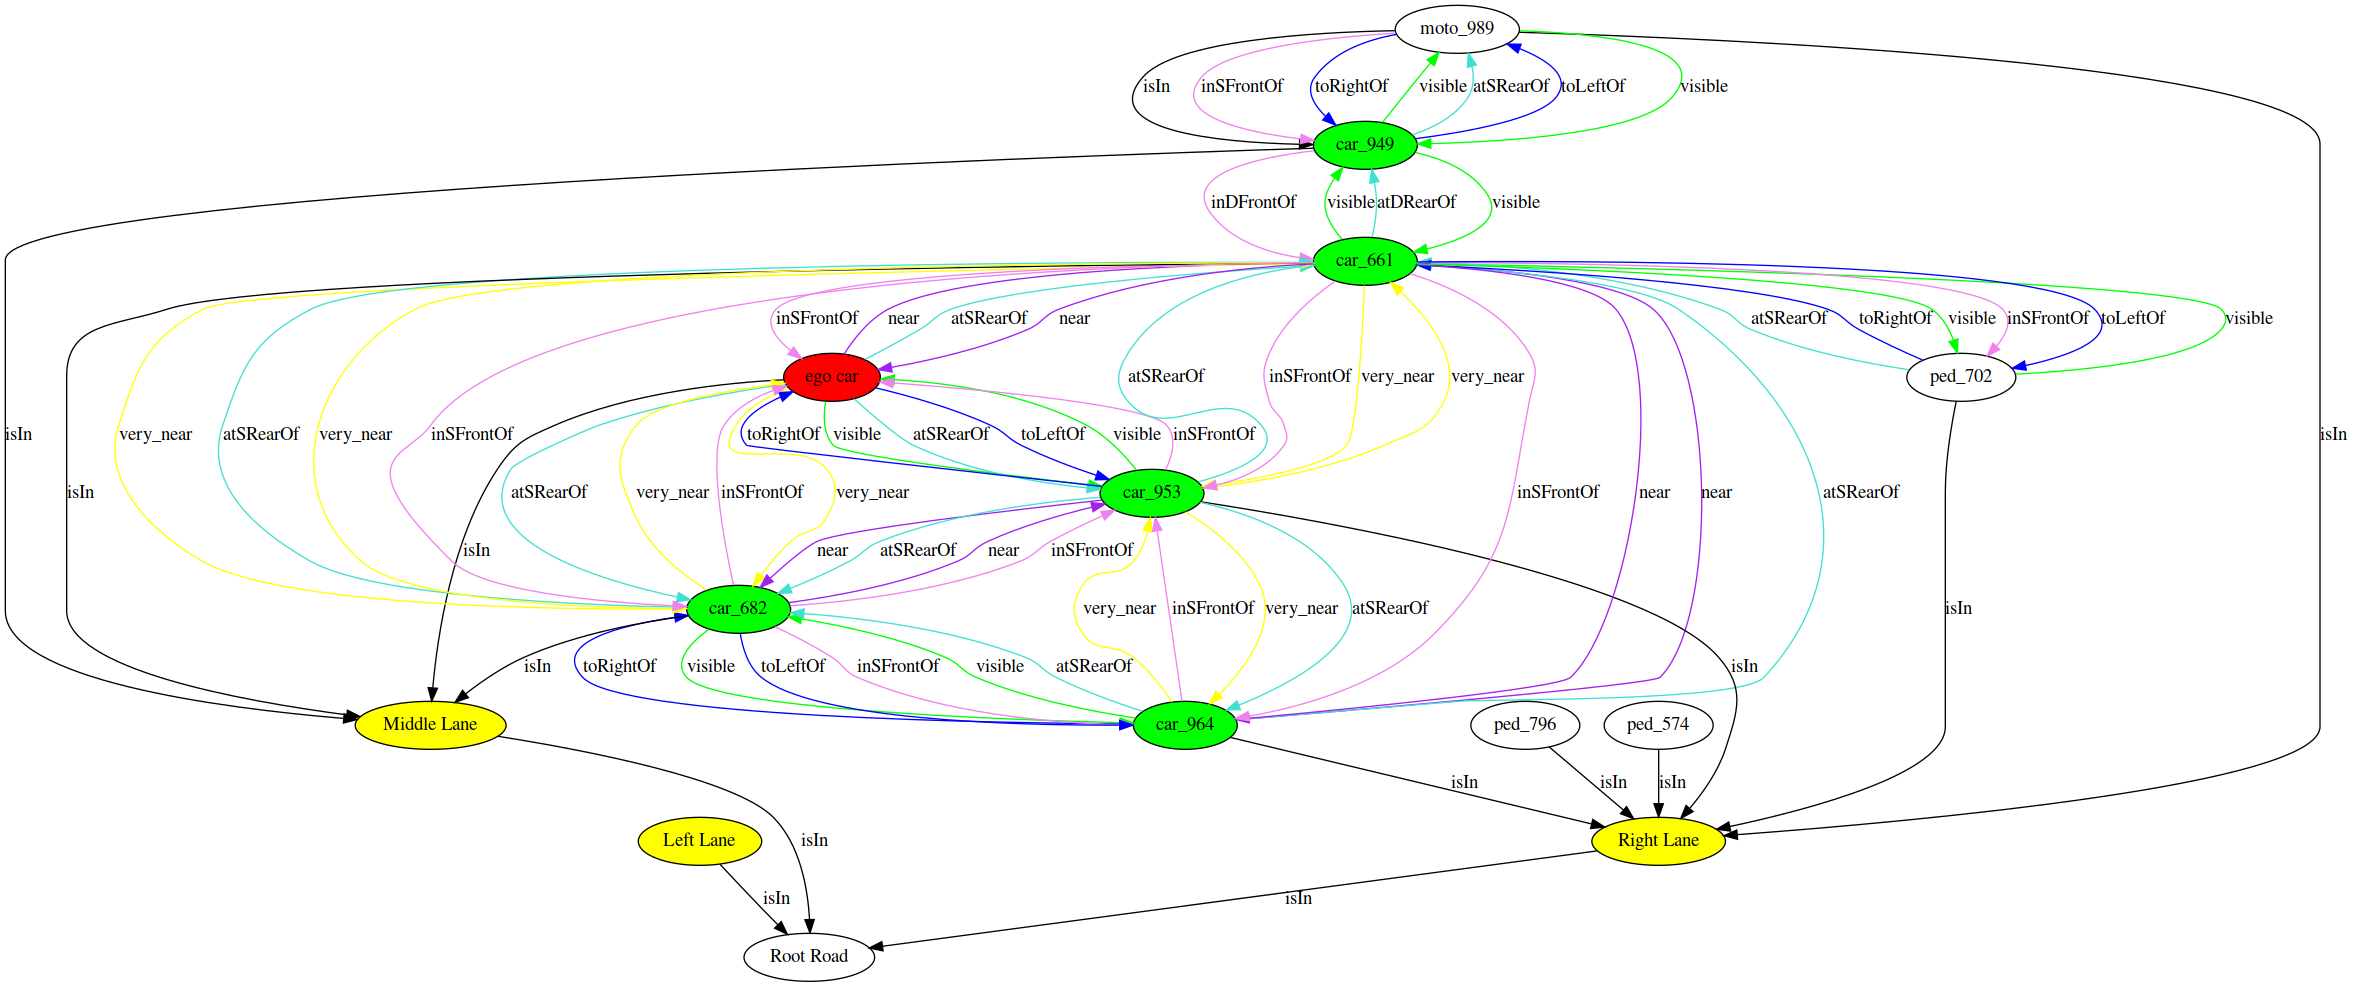 moto_989
isIn
inSFrontOf
toRightOf
visible
atSRearOf
toLeftOf
visible
car_949
inDFrontOf
visible
atDRearOf
visible
car_661
inSFrontOf
near
atSRearOf
near
atSRearOf
toRightOf
visible
inSFrontOf
toLeftOf
visible
ego car
atSRearOf
inSFrontOf
very_near
very_near
ped_702
isIn
very_near
atSRearOf
very_near
inSFrontOf
toRightOf
visible
atSRearOf
toLeftOf
visible
inSFrontOf
isIn
isIn
atSRearOf
very_near
inSFrontOf
very_near
car_953
inSFrontOf
near
near
atSRearOf
isIn
near
atSRearOf
near
inSFrontOf
car_682
very_near
inSFrontOf
very_near
atSRearOf
isIn
isIn
toRightOf
visible
toLeftOf
inSFrontOf
visible
atSRearOf
isIn
Middle Lane
car_964
ped_796
ped_574
isIn
isIn
isIn
Left Lane
isIn
Right Lane
isIn
isIn
Root Road